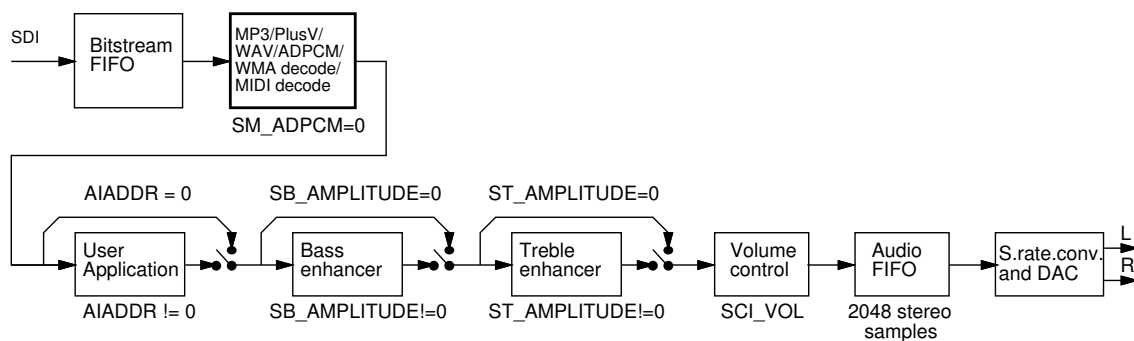 SDI
Bitstream
FIFO
MP3/PlusV/
WAV/ADPCM/
WMA decode/
MIDI decode
SM_ADPCM=0
AIADDR = 0
SB_AMPLITUDE=0
ST_AMPLITUDE=0
User
Application
Bass
enhancer
Treble
enhancer
Volume
control
Audio
FIFO
S.rate.conv.
and DAC
L
R
AIADDR != 0
SB_AMPLITUDE!=0
ST_AMPLITUDE!=0
SCI_VOL
2048 stereo
samples